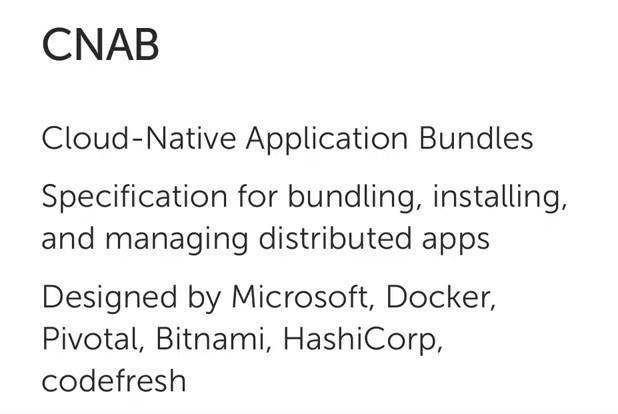 CNAB
Cloud-Native Application Bundles
Specification for bundling, installing,
and managing distributed apps
Designed by Microsoft, Docker,
Pivotal, Bitnami, HashiCorp,
codefresh